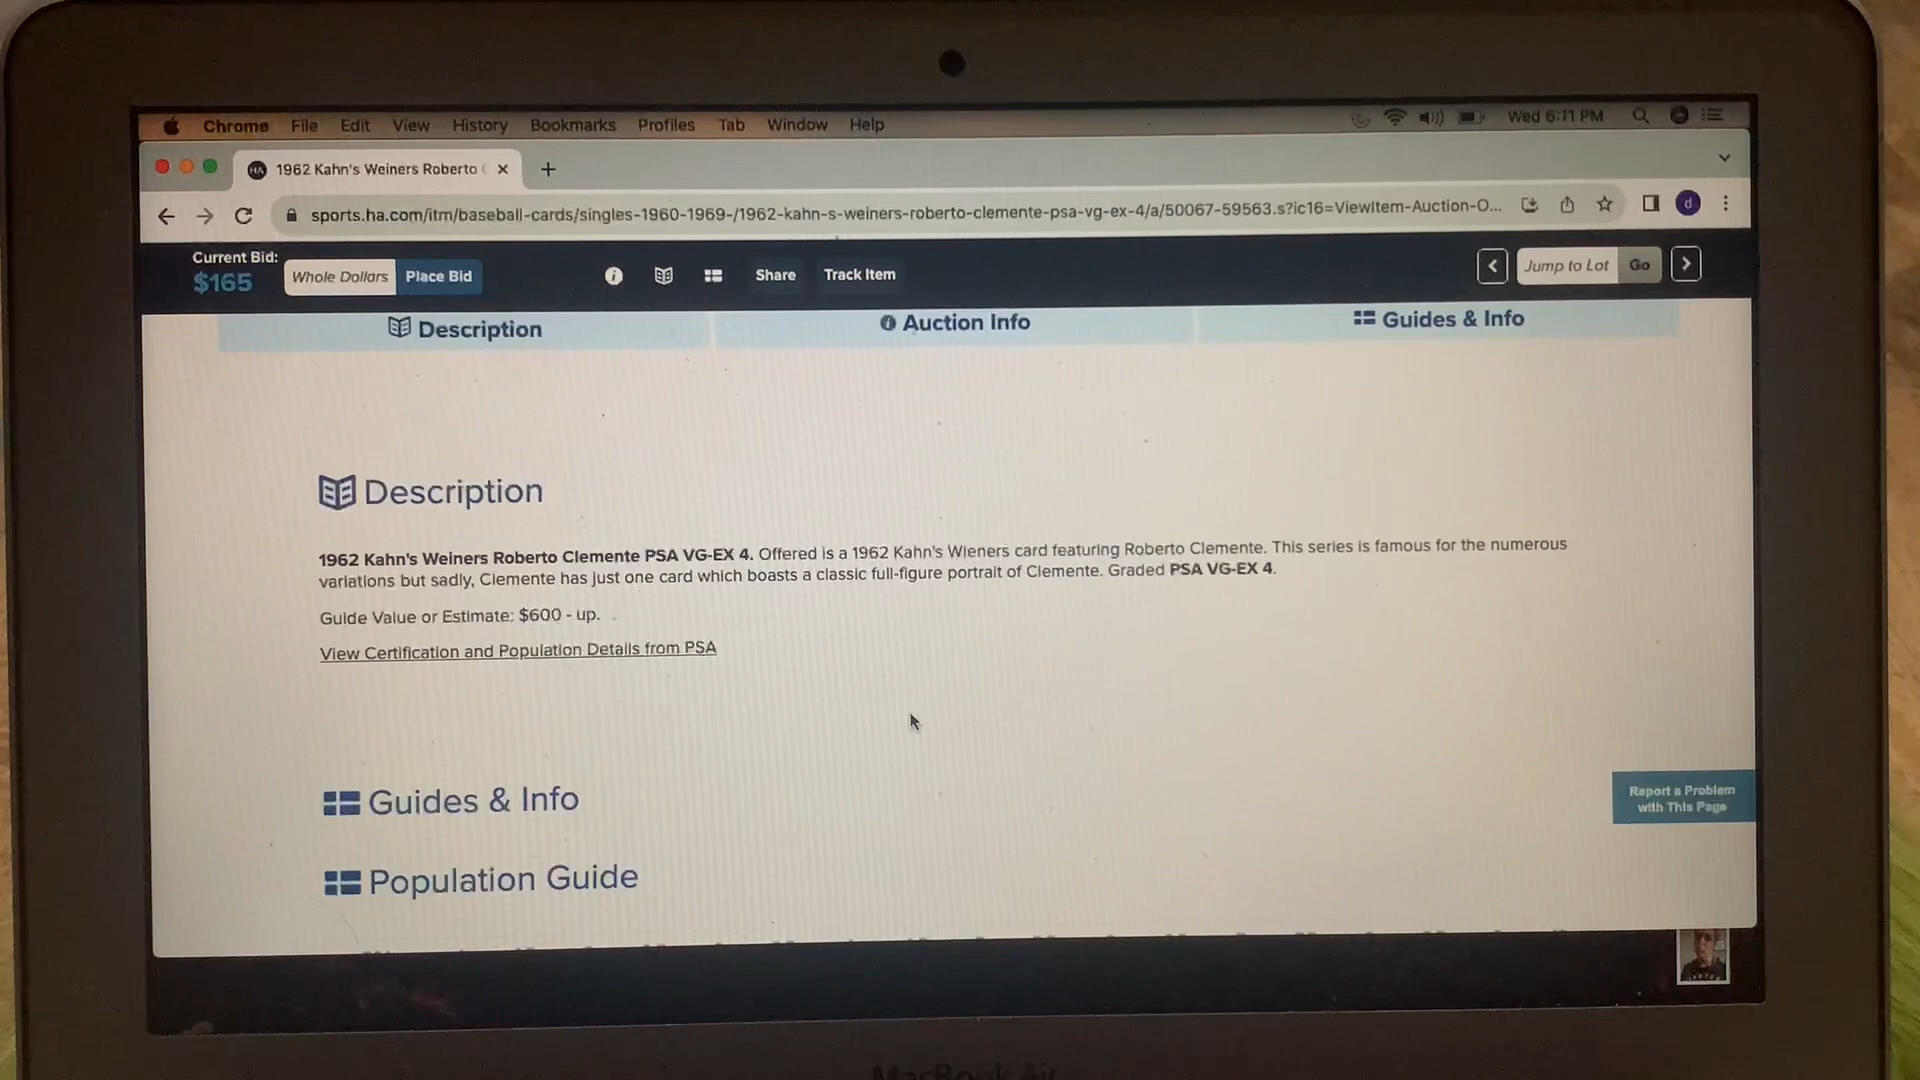 Chrome File Edit View History Bookmarks Profiles Tab Window Help Wed 6:11 PM
1962 Kahn's Weiners Roberto
sports.ha.com/itm/baseball-cards/singles-1960-1969-/1962-kahn-s-weiners-roberto-clemente-psa-vg-ex-4/a/50067-59563.s?ic16=ViewItem-Auction-O... d
Current Bid:
$165
Whole Dollars Place Bid Share Track Item Jump to Lot Go
Description Auction Info Guides & Info
Description
1962 Kahn's Weiners Roberto Clemente PSA VG-EX 4. Offered is a 1962 Kahn's Wieners card featuring Roberto Clemente. This series is famous for the numerous
variations but sadly, Clemente has just one card which boasts a classic full-figure portrait of Clemente. Graded PSA VG-EX 4.
Guide Value or Estimate: $600 - up.
View Certification and Population Details from PSA
Guides & Info
Report a Problem
with This Page
Population Guide
MacBook Air